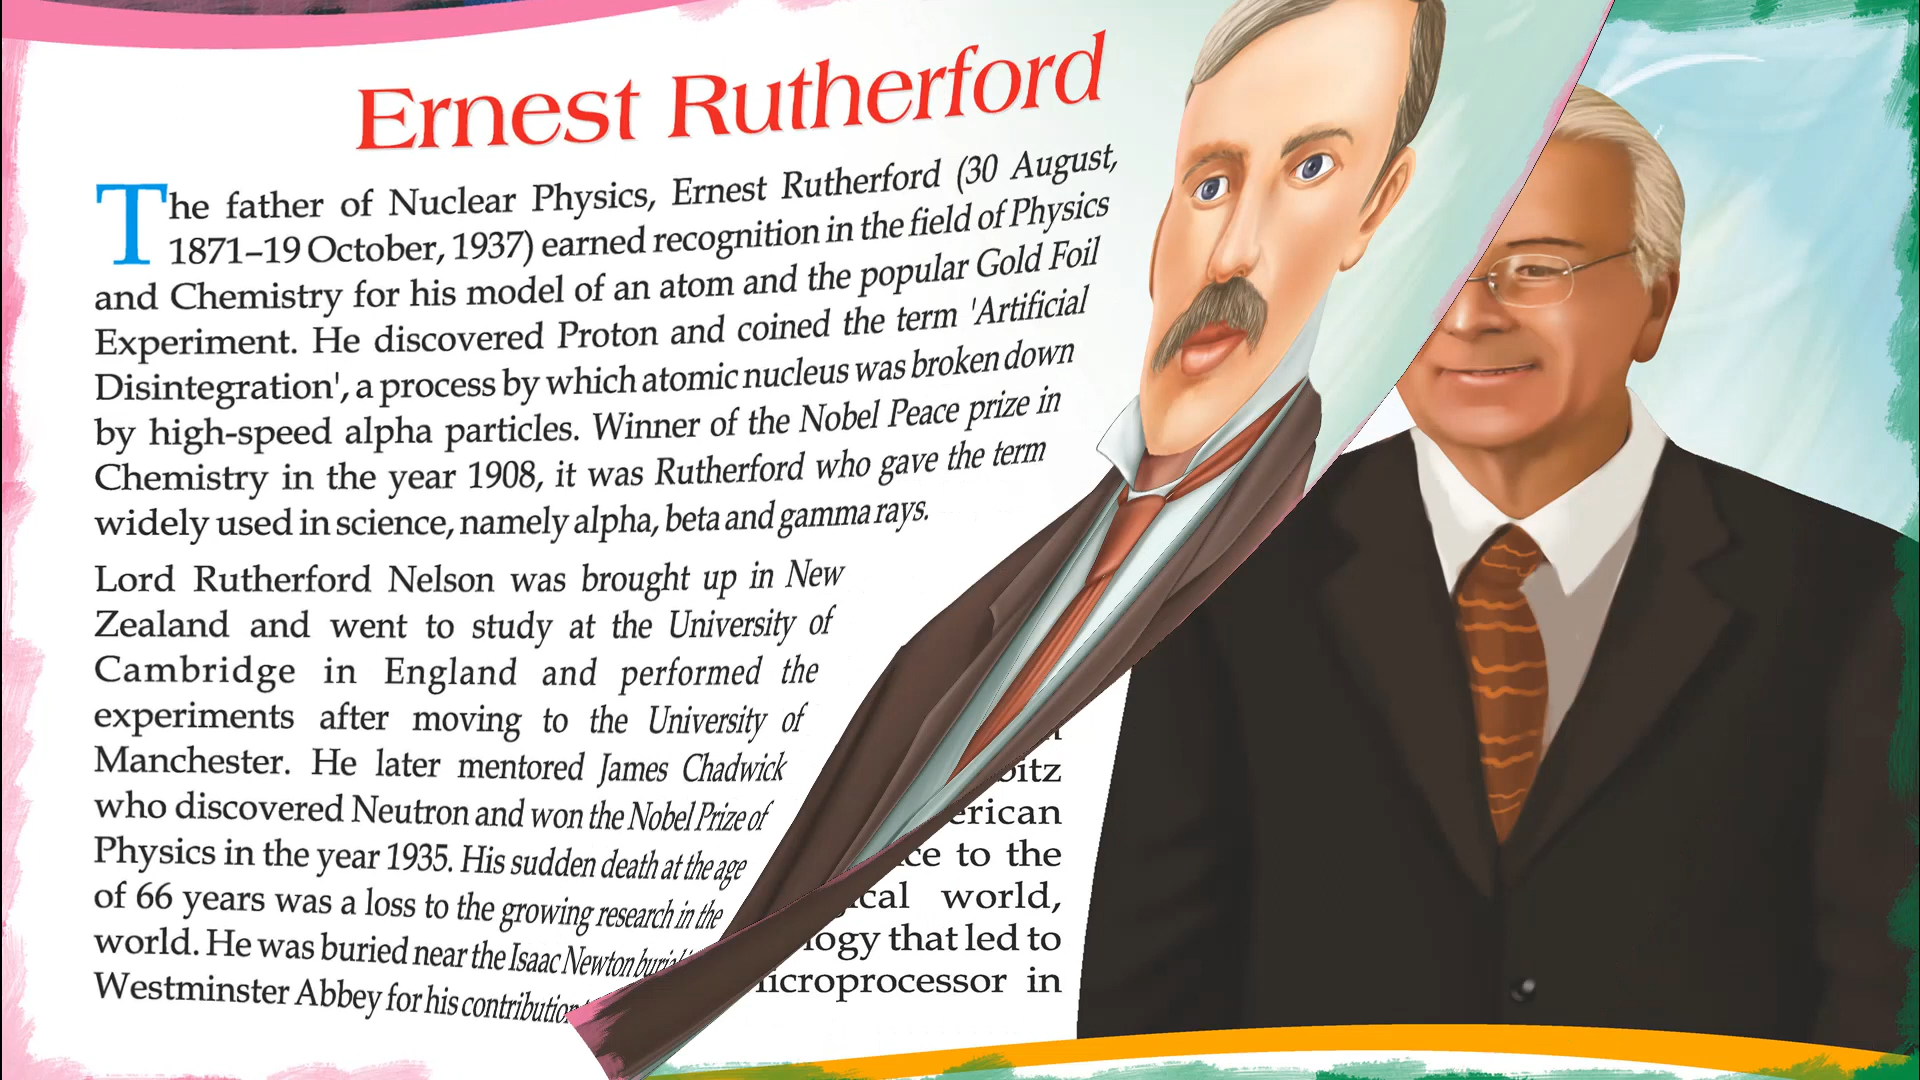 Ernest Rutherford
The father of Nuclear Physics, Ernest Rutherford (30 August,
1871–19 October, 1937) earned recognition in the field of Physics
and Chemistry for his model of an atom and the popular Gold Foil
Experiment. He discovered Proton and coined the term 'Artificial
Disintegration', a process by which atomic nucleus was broken down
by high-speed alpha particles. Winner of the Nobel Peace prize in
Chemistry in the year 1908, it was Rutherford who gave the term
widely used in science, namely alpha, beta and gamma rays.
Lord Rutherford Nelson was brought up in New
Zealand and went to study at the University of
Cambridge in England and performed the
experiments after moving to the University of
Manchester. He later mentored James Chadwick
who discovered Neutron and won the Nobel Prize of
Physics in the year 1935. His sudden death at the age
of 66 years was a loss to the growing research in the
world. He was buried near the Isaac Newton
Westminster Abbey for his contribution
to the
world,
that led to
in